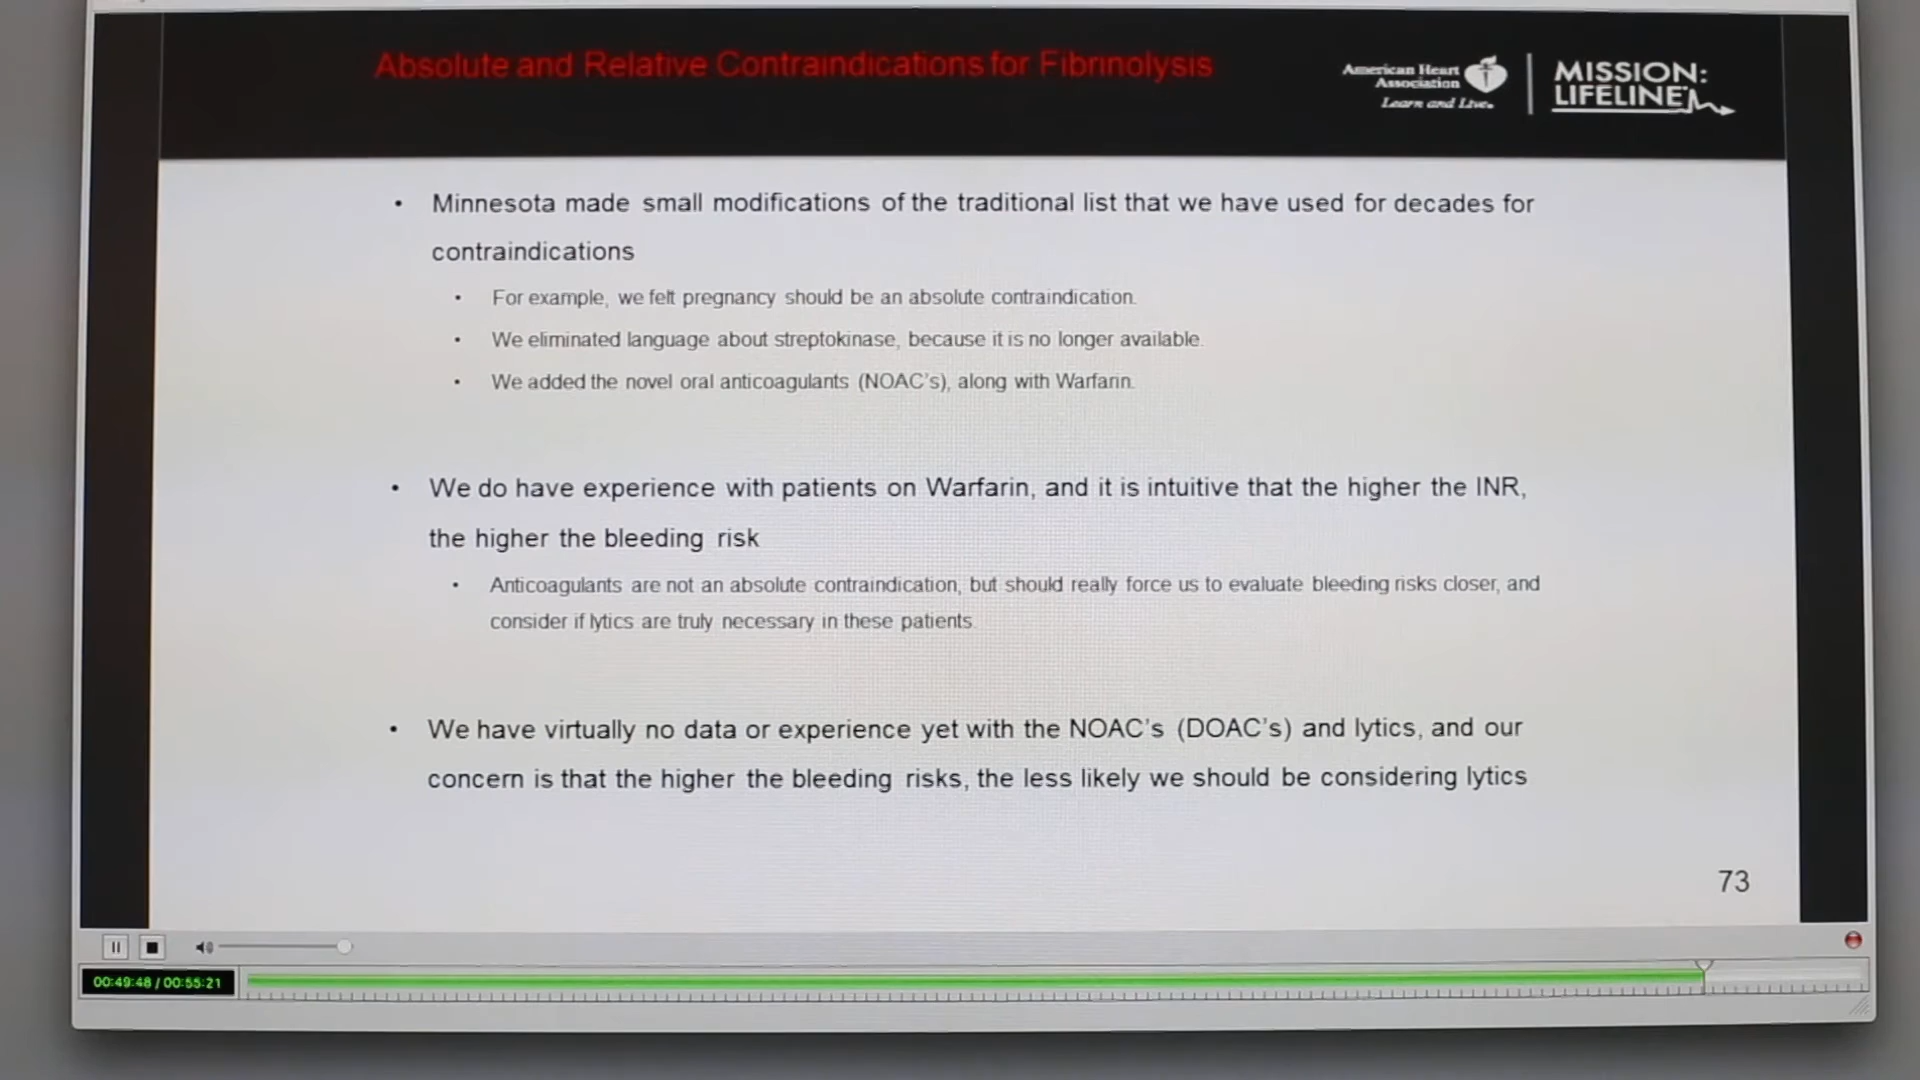 Absolute and Relative Contraindications for Fibrinolysis
American Heart
Association
Learn and Live®
MISSION:
LIFELINE
• Minnesota made small modifications of the traditional list that we have used for decades for
contraindications
• For example, we felt pregnancy should be an absolute contraindication.
• We eliminated language about streptokinase, because it is no longer available.
• We added the novel oral anticoagulants (NOAC's), along with Warfarin.
• We do have experience with patients on Warfarin, and it is intuitive that the higher the INR,
the higher the bleeding risk
• Anticoagulants are not an absolute contraindication, but should really force us to evaluate bleeding risks closer, and
consider if lytics are truly necessary in these patients.
• We have virtually no data or experience yet with the NOAC's (DOAC's) and lytics, and our
concern is that the higher the bleeding risks, the less likely we should be considering lytics
73
00:49:48 / 00:55:21